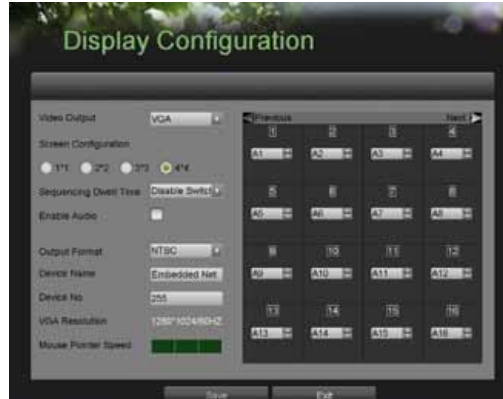 Display Configuration
Video Output VGA
Previous Next
1 2 3 4
Screen Configuration
A1 A2 A3 A4
1*1 2*2 3*3 4*4
Sequencing Dwell Time Disable Switch
5 6 7 8
Enable Audio
A5 A6 A7 A8
Output Format NTSC
9 10 11 12
Device Name Embedded Net
A9 A10 A11 A12
Device No. 255
13 14 15 16
VGA Resolution 1280*1024/60HZ
A13 A14 A15 A16
Mouse Pointer Speed
Save Exit